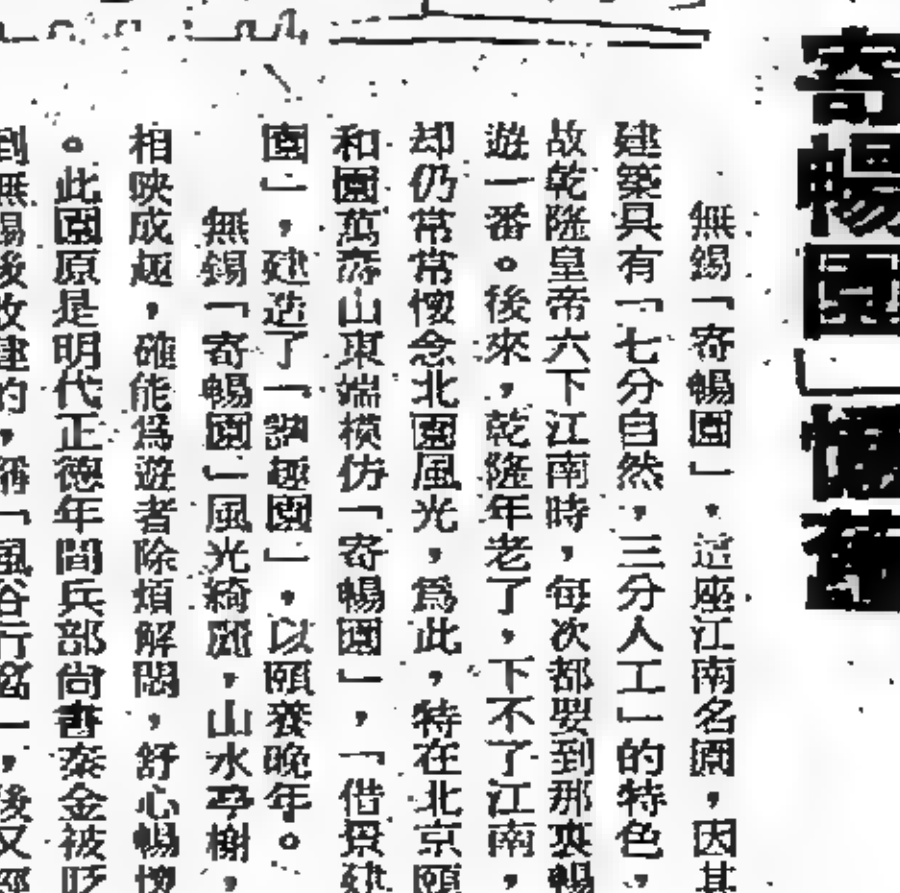 寄暢園」懷舊
無錫「寄暢園」，這座江南名園，因其
建築具有「七分自然，三分人工」的特色，
故乾隆皇帝六下江南時，每次都要到那裏暢
遊一番。後來，乾隆年老了，下不了江南，
却仍常常懷念北園風光，爲此，特在北京頤
和園萬壽山東端模仿「寄暢園」，「借景建
園」，建造了「諧趣園」，以頤養晚年。
無錫「寄暢園」風光綺麗，山水亭榭，
相映成趣，確能爲遊者除煩解悶，舒心暢懷
。此園原是明代正德年間兵部尚書秦金被貶
到無錫後改建的，稱「風谷行窩」，後又經